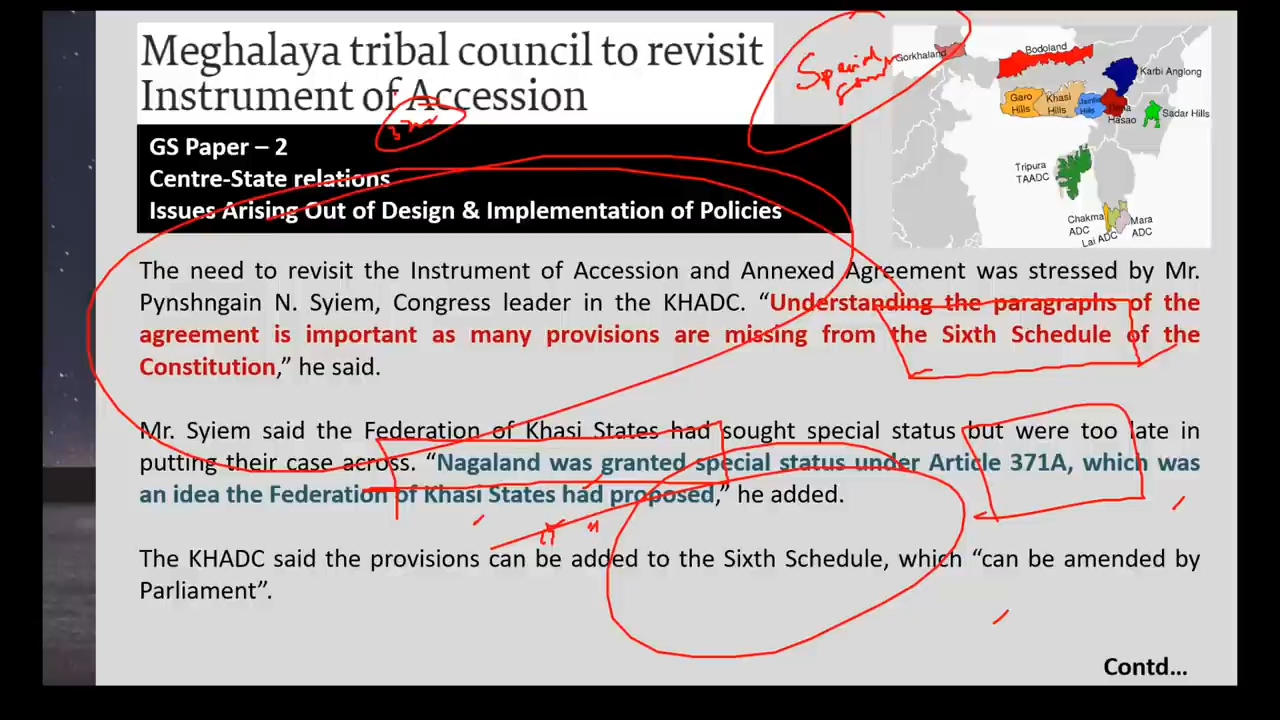 Meghalaya tribal council to revisit
Instrument of Accession
Special
GS Paper – 2
Centre-State relations
Issues Arising Out of Design & Implementation of Policies
Gorkhaland
Bodoland
Karbi Anglong
Garo
Hills
Khasi
Hills
Jaintia
Hills
Dima
Hasao
Sadar Hills
Tripura
TAADC
Chakma
ADC
Lai ADC
Mara
ADC
The need to revisit the Instrument of Accession and Annexed Agreement was stressed by Mr.
Pynshngain N. Syiem, Congress leader in the KHADC. “Understanding the paragraphs of the
agreement is important as many provisions are missing from the Sixth Schedule of the
Constitution,” he said.
Mr. Syiem said the Federation of Khasi States had sought special status but were too late in
putting their case across. “Nagaland was granted special status under Article 371A, which was
an idea the Federation of Khasi States had proposed,” he added.
The KHADC said the provisions can be added to the Sixth Schedule, which “can be amended by
Parliament”.
Contd…